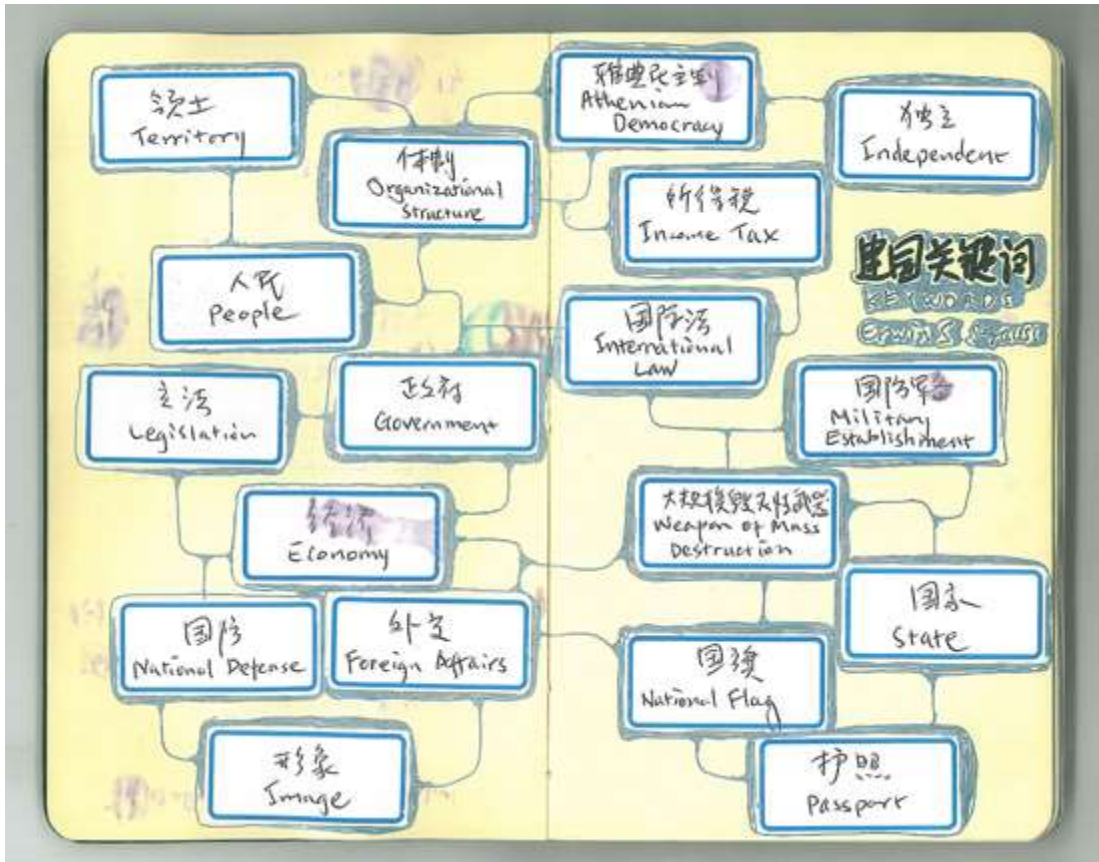 领土
Territory
体制
Organizational
Structure
人民
People
立法
Legislation
政府
Government
经济
Economy
国防
National Defense
外交
Foreign Affairs
形象
Image
雅典民主制
Athenian
Democracy
独立
Independent
所得税
Income Tax
建国关键词
KEYWORDS
Erwin S. Strauss
国际法
International
Law
国防军备
Military
Establishment
大规模毁灭性武器
Weapon of Mass
Destruction
国家
State
国旗
National Flag
护照
Passport